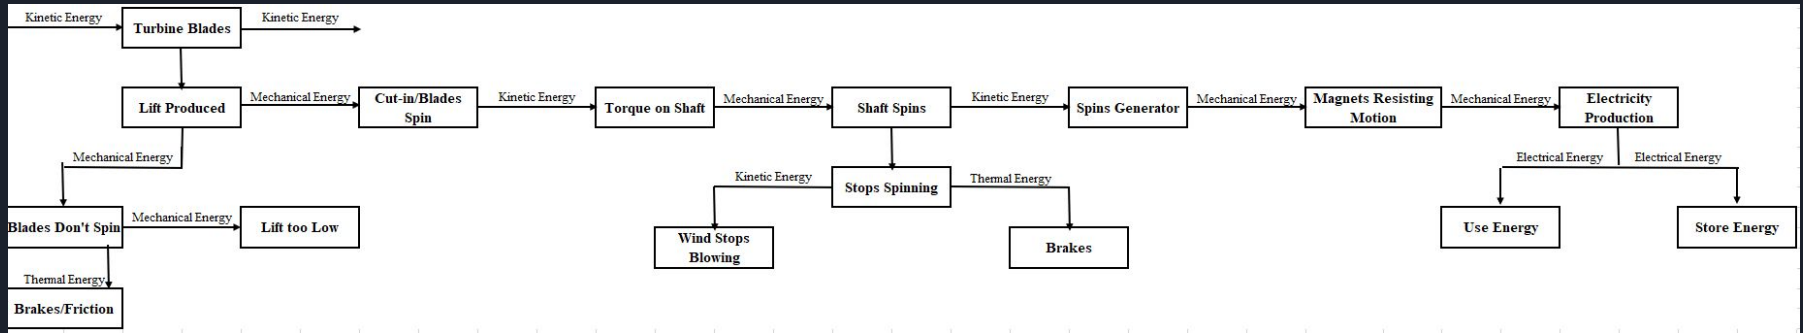 Kinetic Energy
Turbine Blades
Kinetic Energy
Lift Produced
Mechanical Energy
Cut-in/Blades
Spin
Kinetic Energy
Torque on Shaft
Mechanical Energy
Shaft Spins
Kinetic Energy
Spins Generator
Mechanical Energy
Magnets Resisting
Motion
Mechanical Energy
Electricity
Production
Mechanical Energy
Blades Don't Spin
Mechanical Energy
Lift too Low
Thermal Energy
Brakes/Friction
Kinetic Energy
Stops Spinning
Thermal Energy
Wind Stops
Blowing
Brakes
Electrical Energy
Electrical Energy
Use Energy
Store Energy